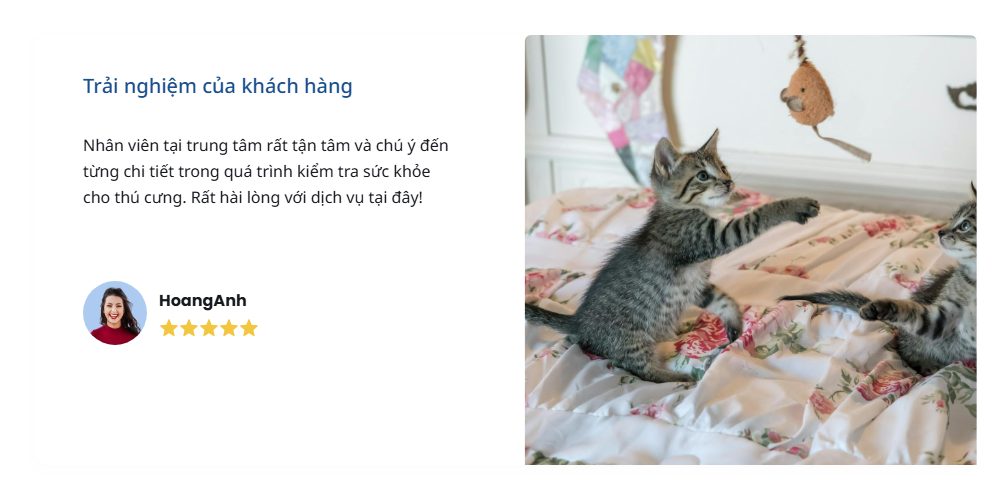 Trải nghiệm của khách hàng
Nhân viên tại trung tâm rất tận tâm và chú ý đến
từng chi tiết trong quá trình kiểm tra sức khỏe
cho thú cưng. Rất hài lòng với dịch vụ tại đây!
HoangAnh